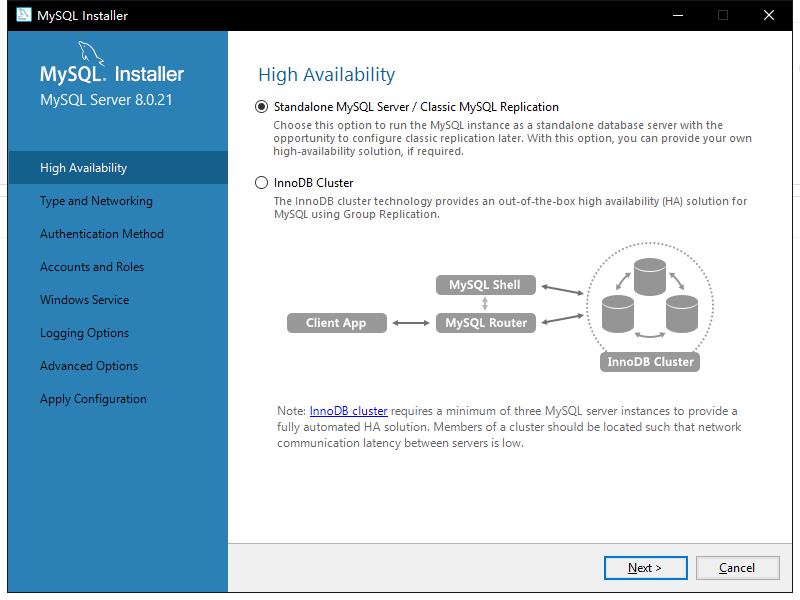 MySQL Installer
MySQL. Installer
MySQL Server 8.0.21
High Availability
Type and Networking
Authentication Method
Accounts and Roles
Windows Service
Logging Options
Advanced Options
Apply Configuration
High Availability
Standalone MySQL Server / Classic MySQL Replication
Choose this option to run the MySQL instance as a standalone database server with the
opportunity to configure classic replication later. With this option, you can provide your own
high-availability solution, if required.
InnoDB Cluster
The InnoDB cluster technology provides an out-of-the-box high availability (HA) solution for
MySQL using Group Replication.
MySQL Shell
Client App
MySQL Router
InnoDB Cluster
Note: InnoDB cluster requires a minimum of three MySQL server instances to provide a
fully automated HA solution. Members of a cluster should be located such that network
communication latency between servers is low.
Next >
Cancel